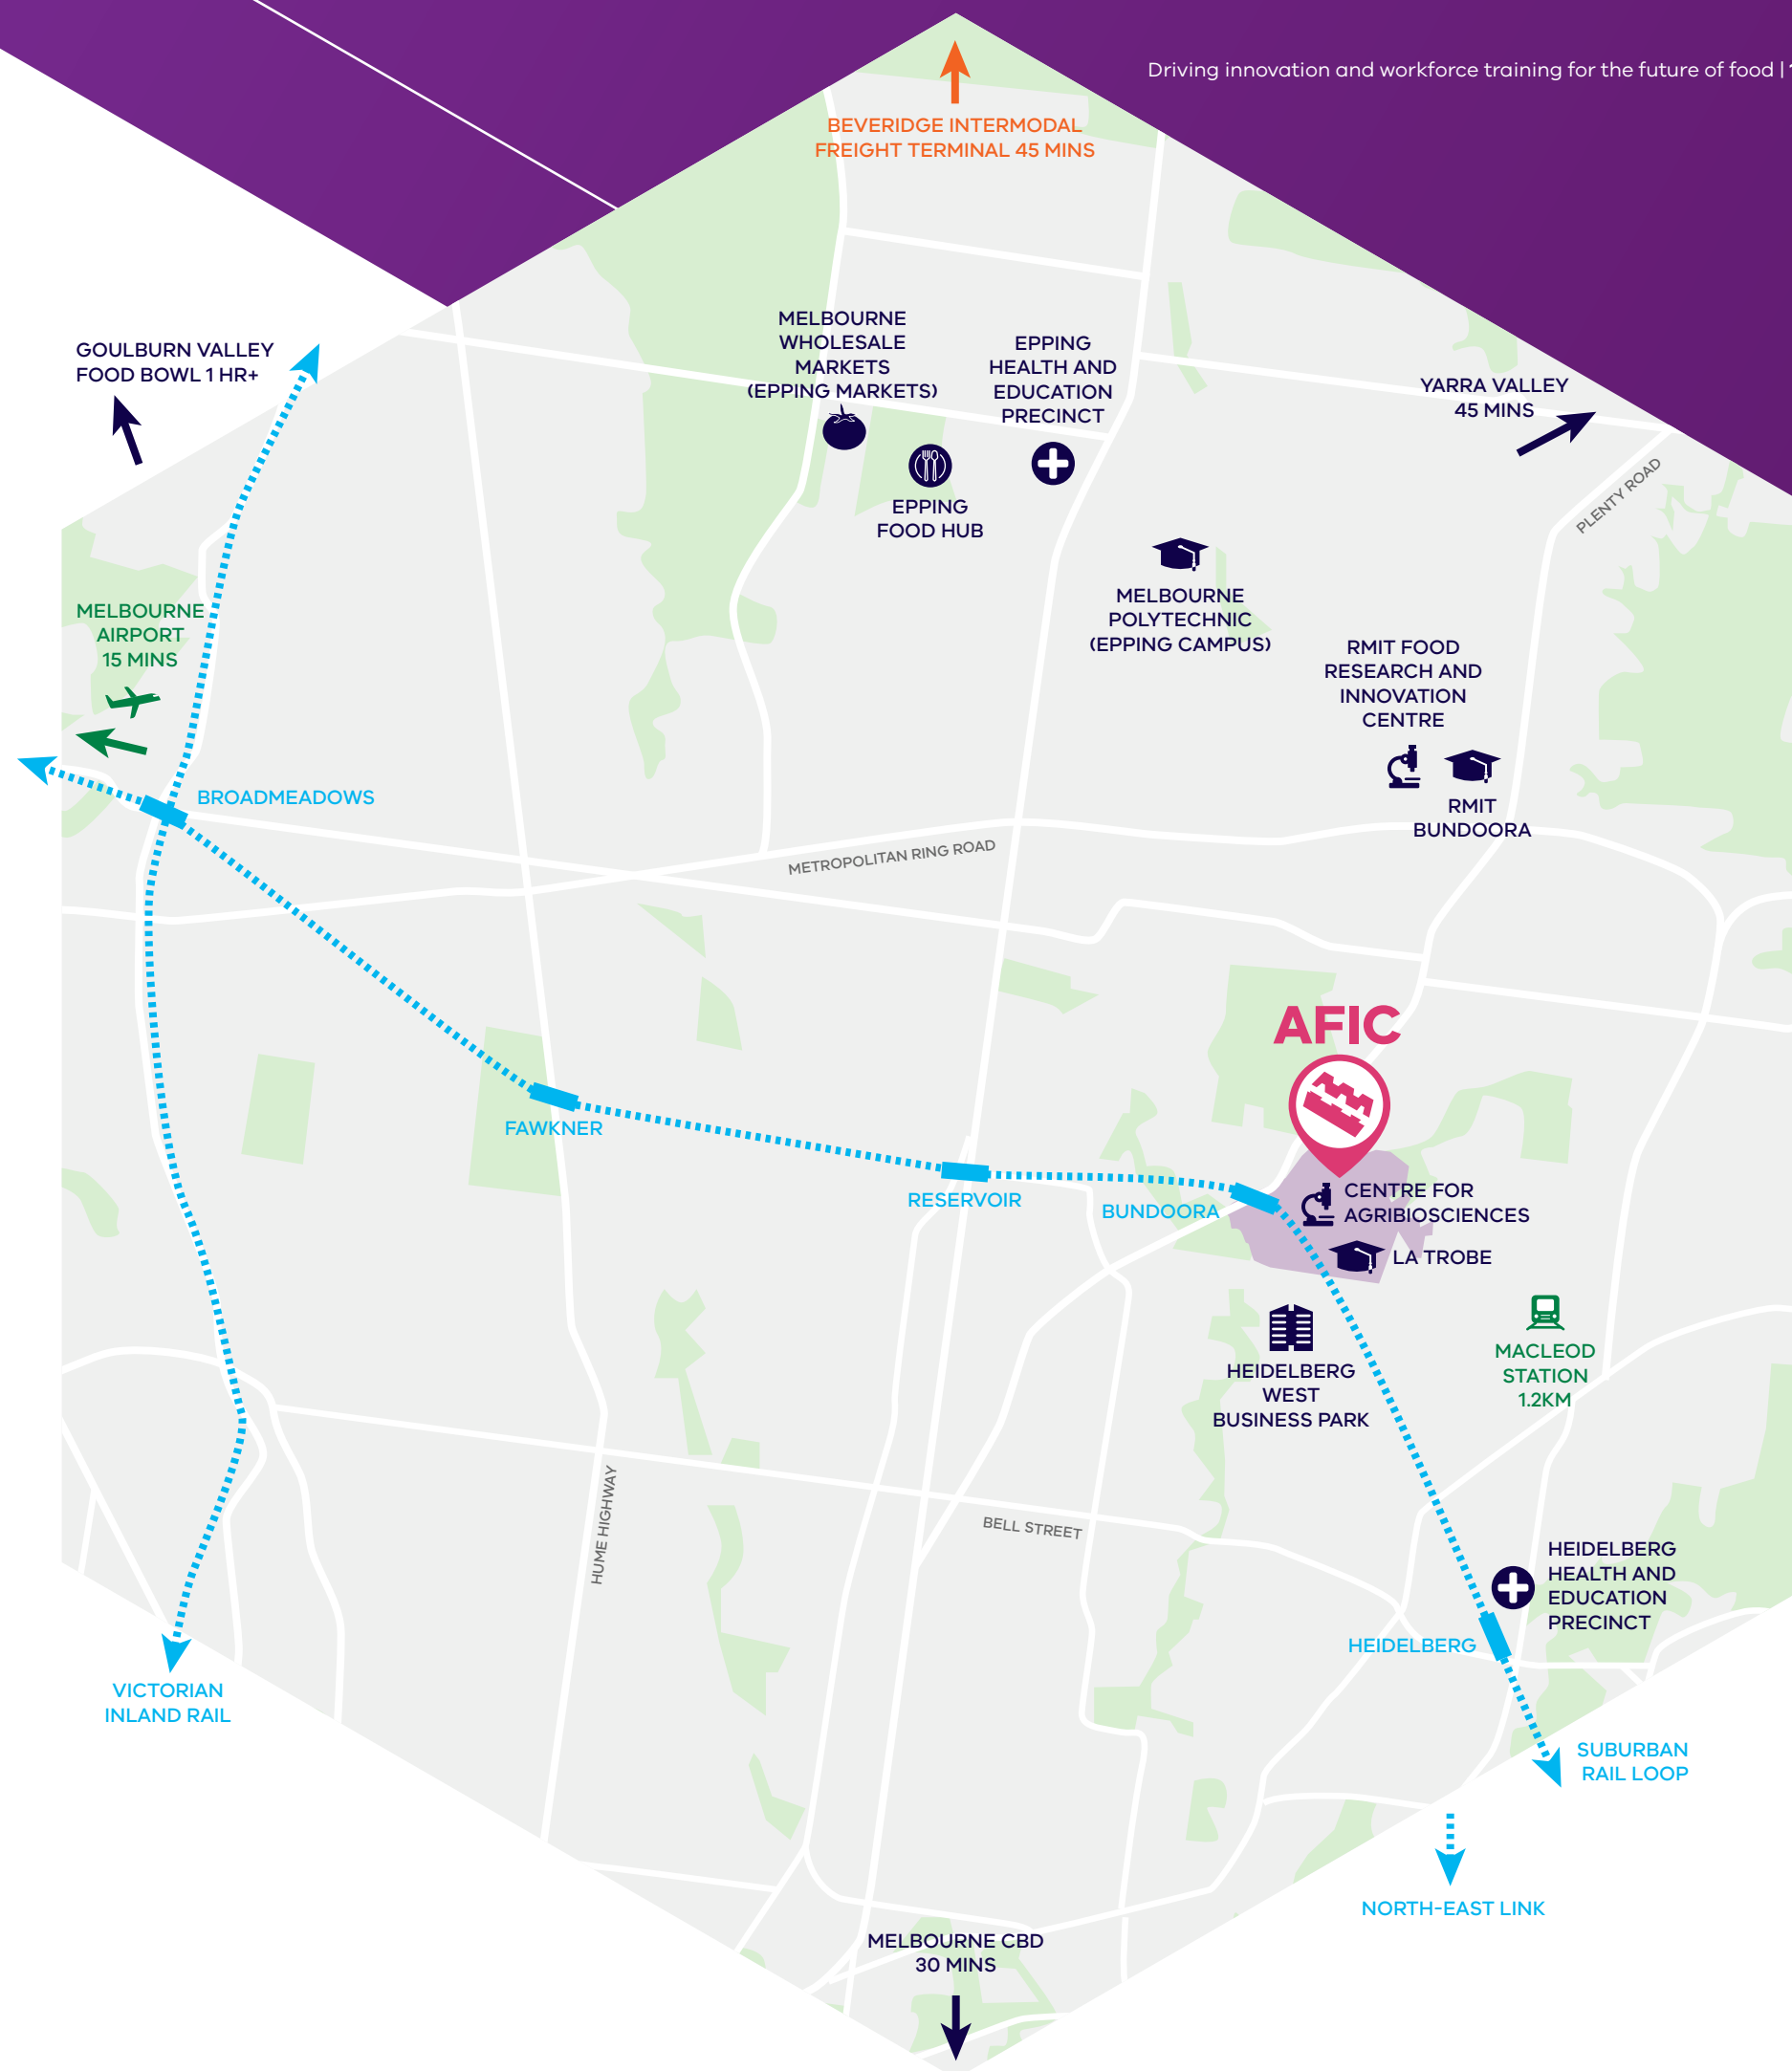 Driving innovation and workforce training for the future of food |
BEVERIDGE INTERMODAL
FREIGHT TERMINAL 45 MINS
MELBOURNE
WHOLESALE
MARKETS
(EPPING MARKETS)
EPPING
HEALTH AND
EDUCATION
PRECINCT
GOULBURN VALLEY
FOOD BOWL 1 HR+
YARRA VALLEY
45 MINS
PLENTY ROAD
EPPING
FOOD HUB
MELBOURNE
POLYTECHNIC
(EPPING CAMPUS)
MELBOURNE
AIRPORT
15 MINS
RMIT FOOD
RESEARCH AND
INNOVATION
CENTRE
RMIT
BUNDOORA
BROADMEADOWS
METROPOLITAN RING ROAD
AFIC
FAWKNER
RESERVOIR
BUNDOORA
CENTRE FOR
AGRIBIOSCIENCES
LA TROBE
MACLEOD
STATION
1.2KM
HEIDELBERG
WEST
BUSINESS PARK
HUME HIGHWAY
BELL STREET
HEIDELBERG
HEALTH AND
EDUCATION
PRECINCT
HEIDELBERG
VICTORIAN
INLAND RAIL
SUBURBAN
RAIL LOOP
NORTH-EAST LINK
MELBOURNE CBD
30 MINS